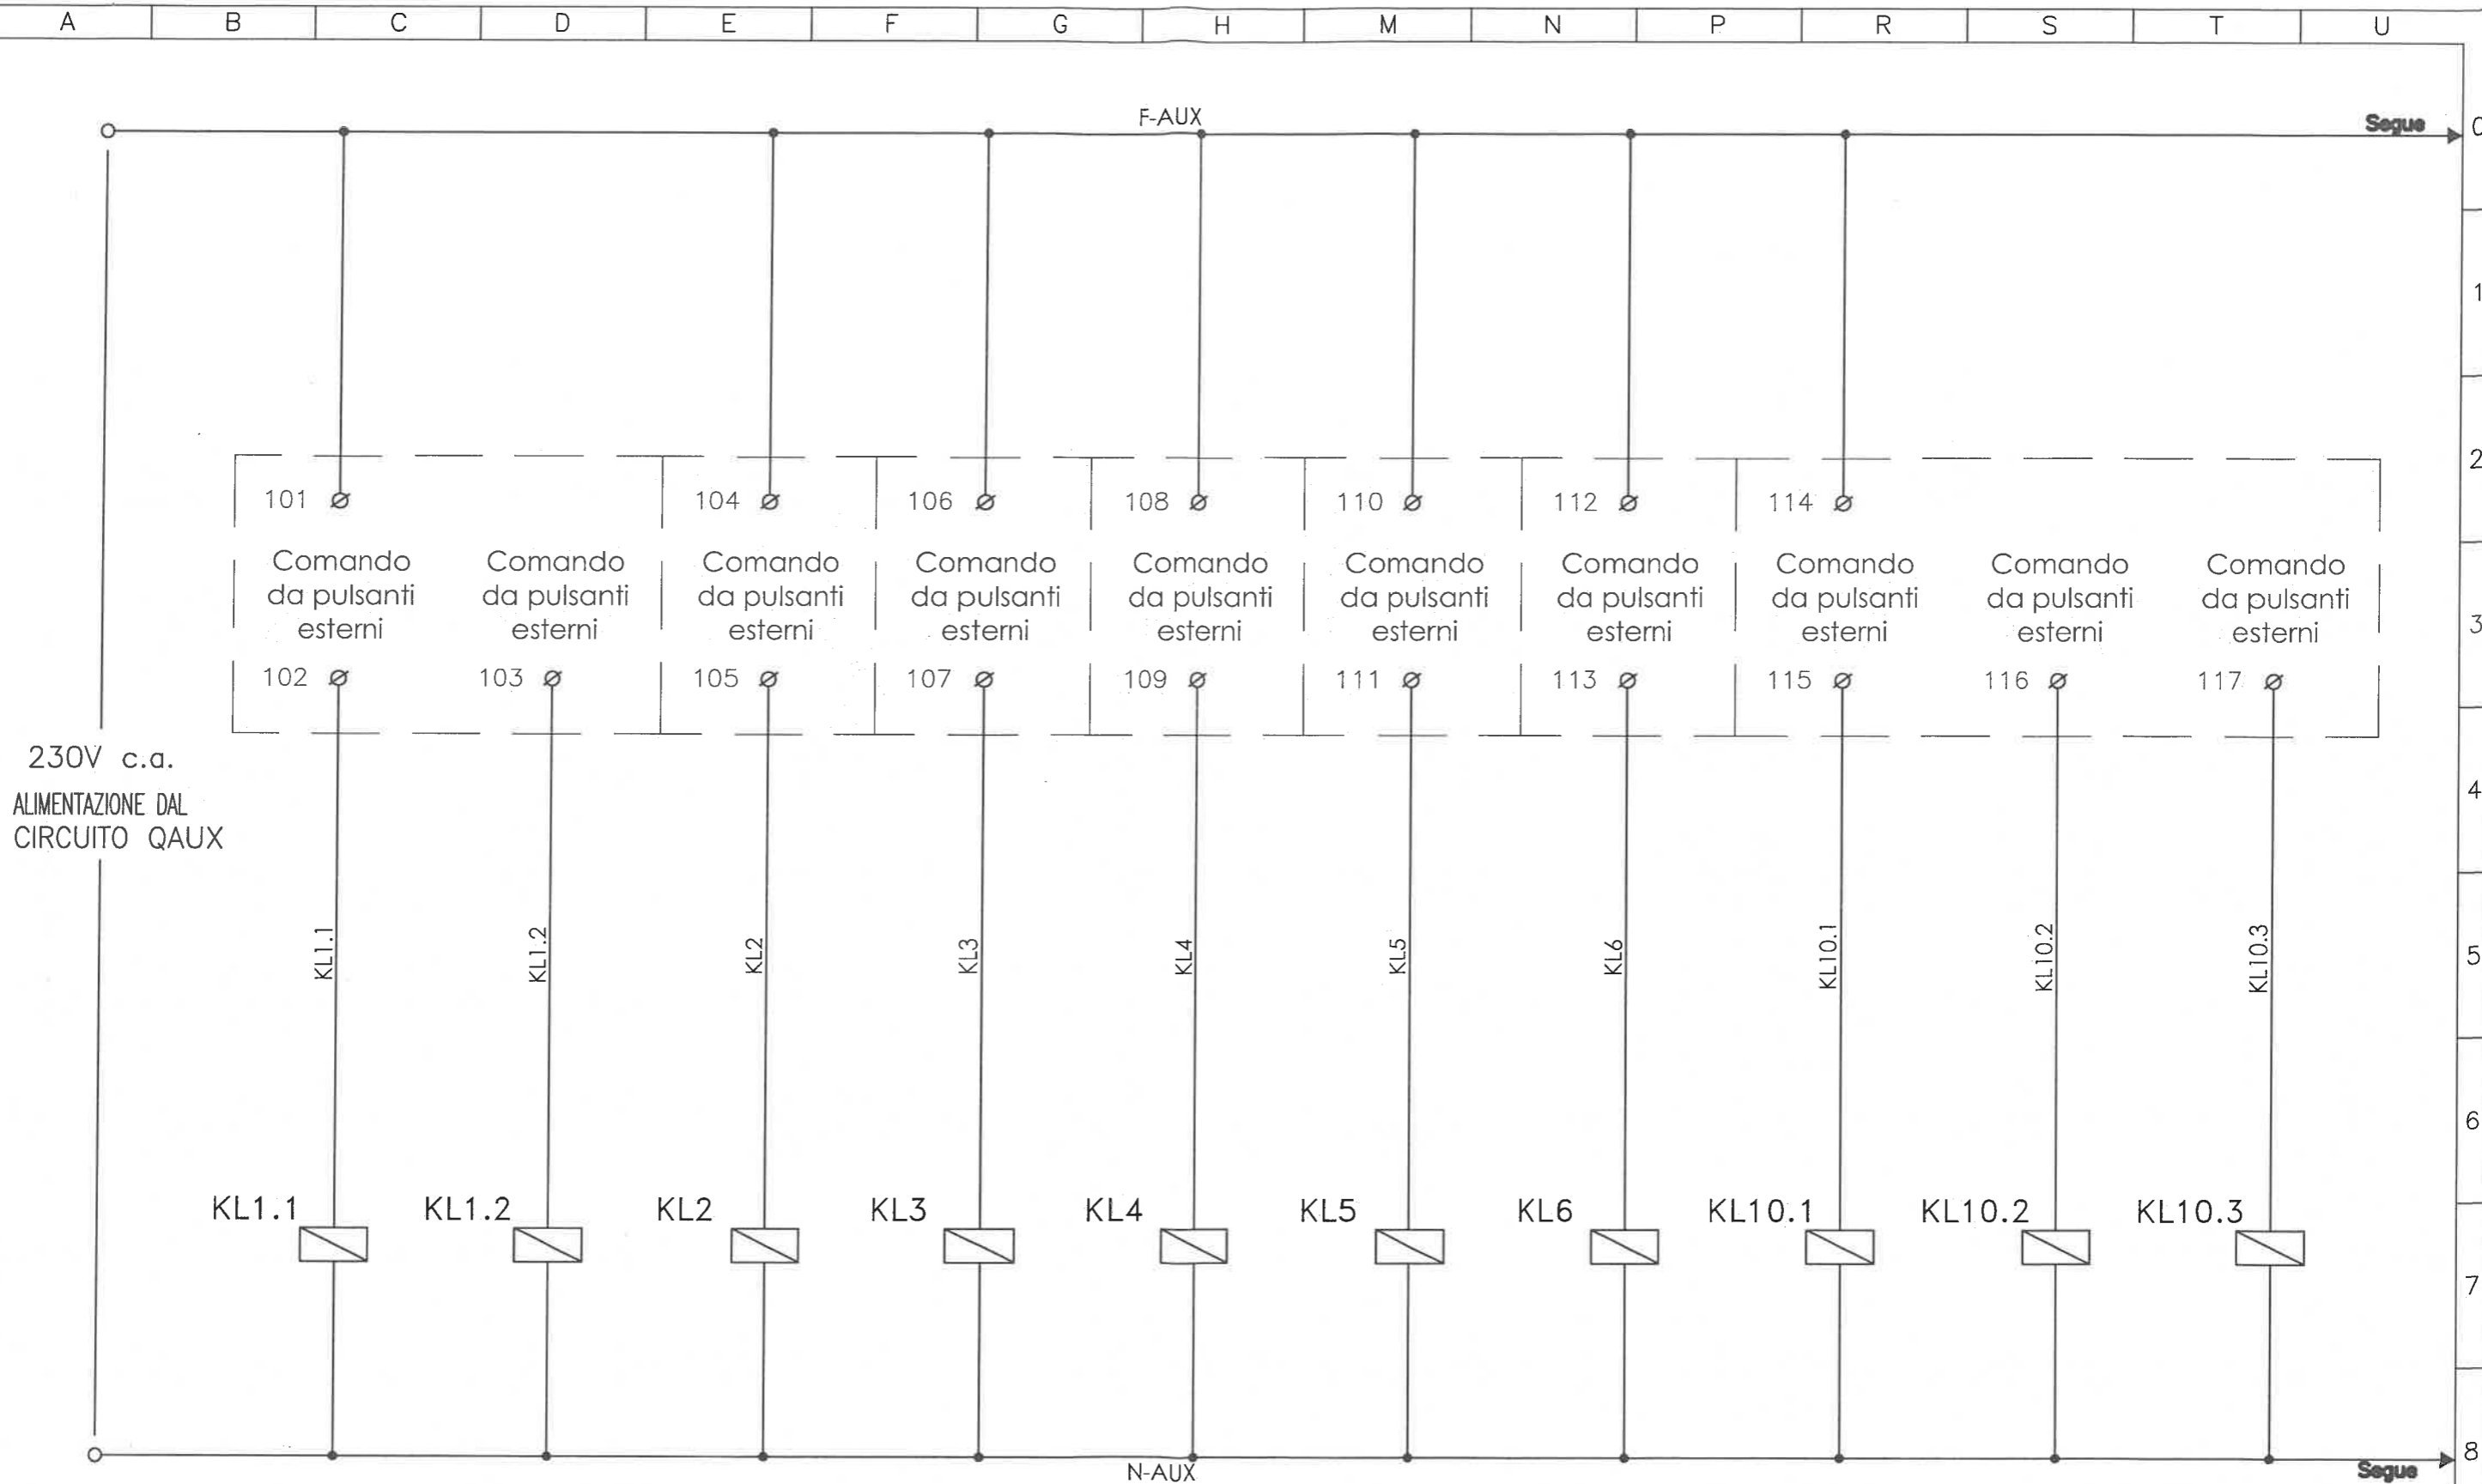 A B C D E F G H M N P R S T U
F-AUX
Segue
0
1
2
101 104 106 108 110 112 114
Comando Comando Comando Comando Comando Comando Comando Comando Comando Comando
da pulsanti da pulsanti da pulsanti da pulsanti da pulsanti da pulsanti da pulsanti da pulsanti da pulsanti da pulsanti
esterni esterni esterni esterni esterni esterni esterni esterni esterni esterni
3
102 103 105 107 109 111 113 115 116 117
230V c.a.
ALIMENTAZIONE DAL
CIRCUITO QAUX
4
KL1.1 KL1.2 KL2 KL3 KL4 KL5 KL6 KL10.1 KL10.2 KL10.3
5
6
KL1.1 KL1.2 KL2 KL3 KL4 KL5 KL6 KL10.1 KL10.2 KL10.3
7
8
N-AUX
Segue